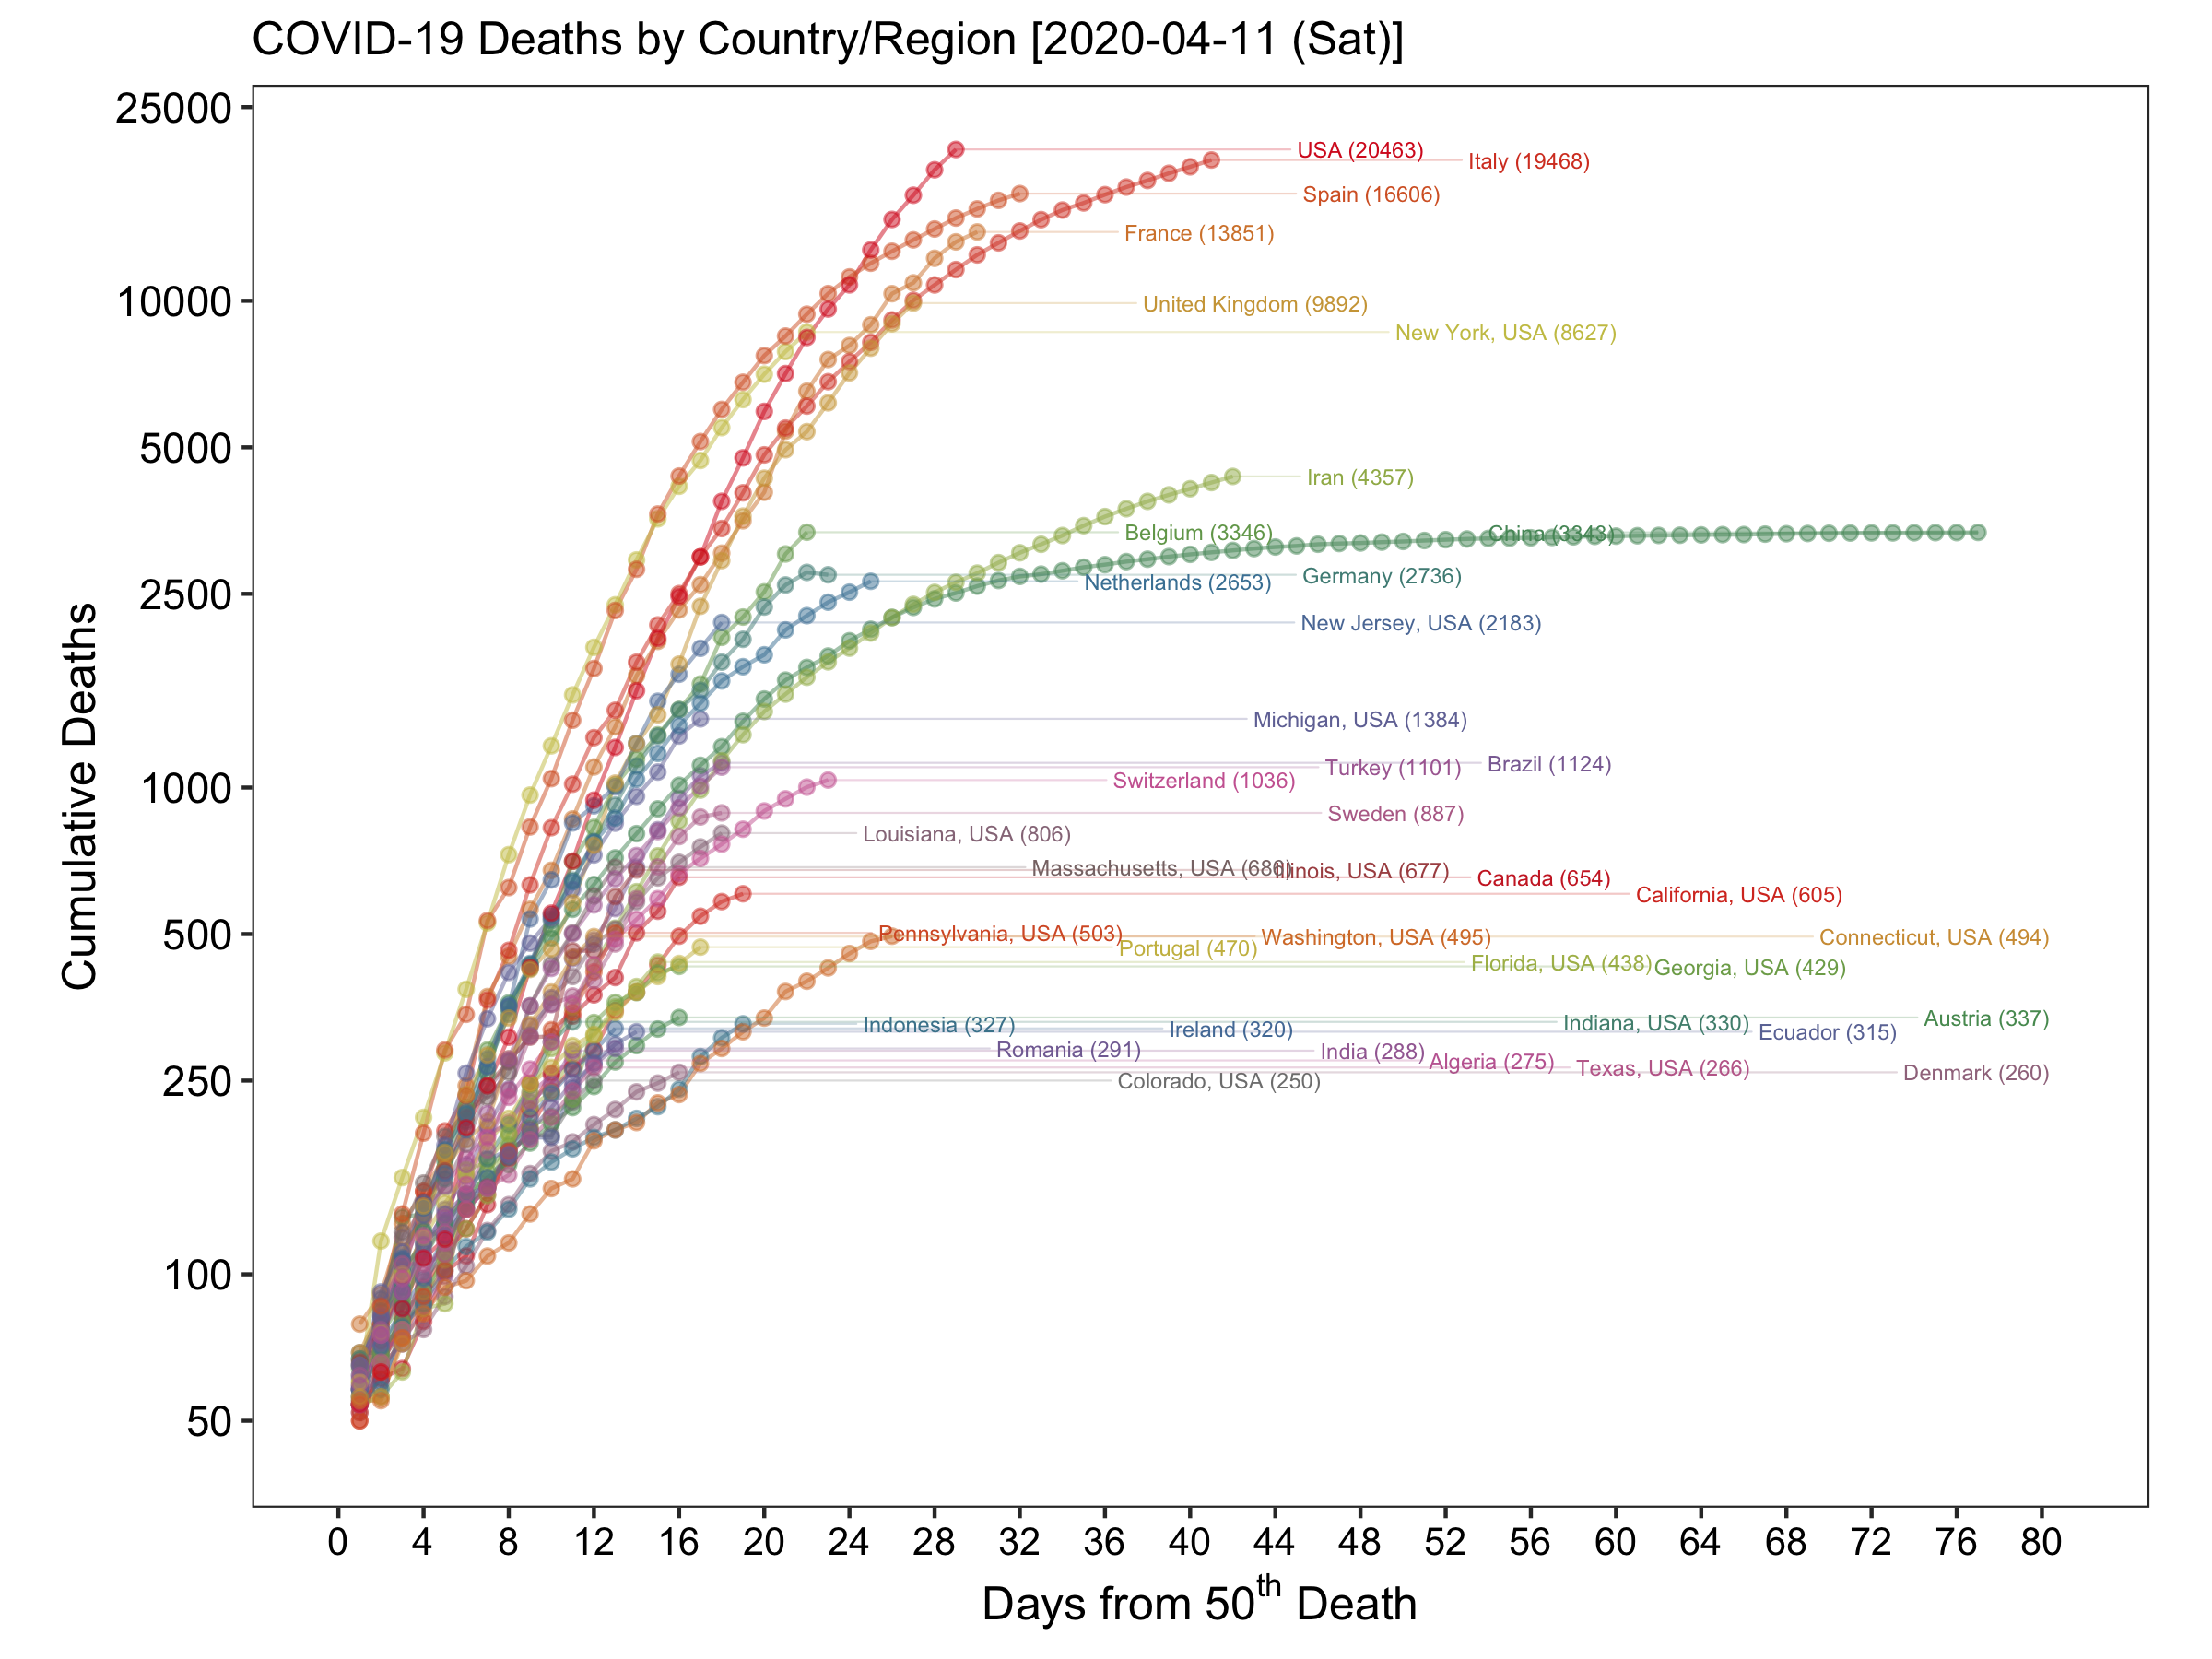 COVID-19 Deaths by Country/Region [2020-04-11 (Sat)]
25000
10000
5000
2500
1000
500
250
100
50
Cumulative Deaths
USA (20463)
Italy (19468)
Spain (16606)
France (13851)
United Kingdom (9892)
New York, USA (8627)
Iran (4357)
Belgium (3346)
China (3343)
Germany (2736)
Netherlands (2653)
New Jersey, USA (2183)
Michigan, USA (1384)
Brazil (1124)
Turkey (1101)
Switzerland (1036)
Sweden (887)
Louisiana, USA (806)
Massachusetts, USA (686)
Illinois, USA (677)
Canada (654)
California, USA (605)
Pennsylvania, USA (503)
Washington, USA (495)
Connecticut, USA (494)
Portugal (470)
Florida, USA (438)
Georgia, USA (429)
Austria (337)
Indiana, USA (330)
Indonesia (327)
Ireland (320)
Ecuador (315)
Romania (291)
India (288)
Algeria (275)
Texas, USA (266)
Denmark (260)
Colorado, USA (250)
0 4 8 12 16 20 24 28 32 36 40 44 48 52 56 60 64 68 72 76 80
Days from 50th Death